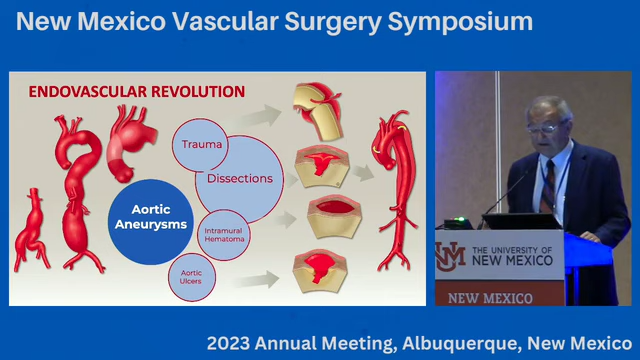 New Mexico Vascular Surgery Symposium
ENDOVASCULAR REVOLUTION
Trauma
Dissections
Aortic
Aneurysms
Intramural
Hematoma
Aortic
Ulcers
THE UNIVERSITY OF
NEW MEXICO
NEW MEXICO
2023 Annual Meeting, Albuquerque, New Mexico